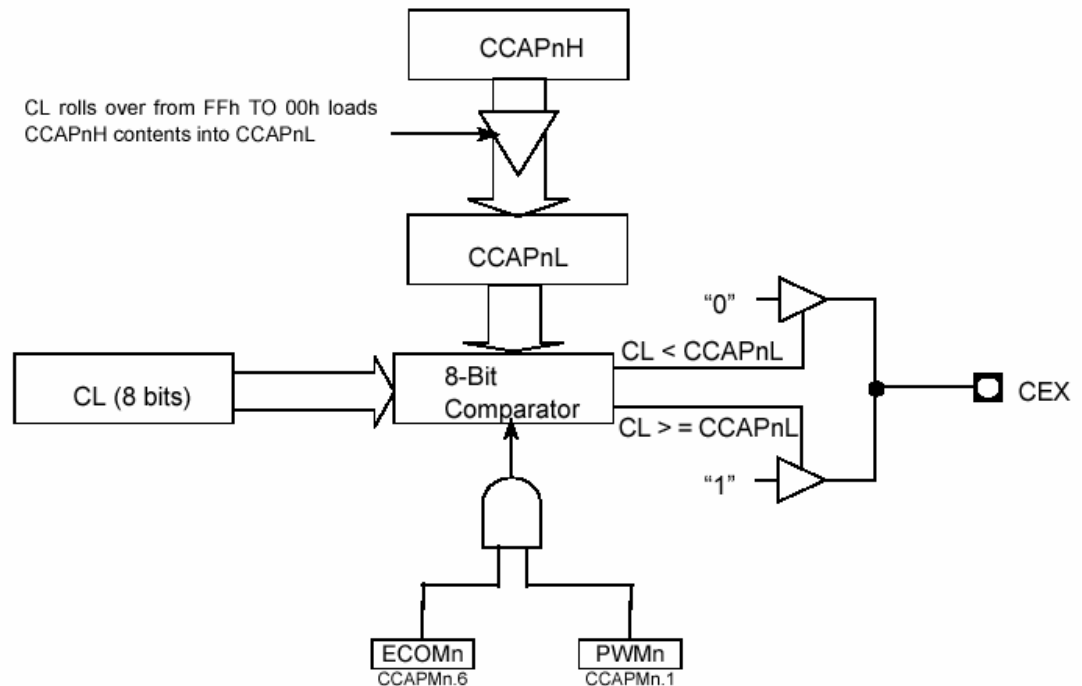 CCAPnH
CL rolls over from FFh TO 00h loads
CCAPnH contents into CCAPnL
CCAPnL
“0”
CL < CCAPnL
CL (8 bits)
8-Bit
Comparator
CEX
CL > = CCAPnL
“1”
ECOMn
CCAPMn.6
PWMn
CCAPMn.1